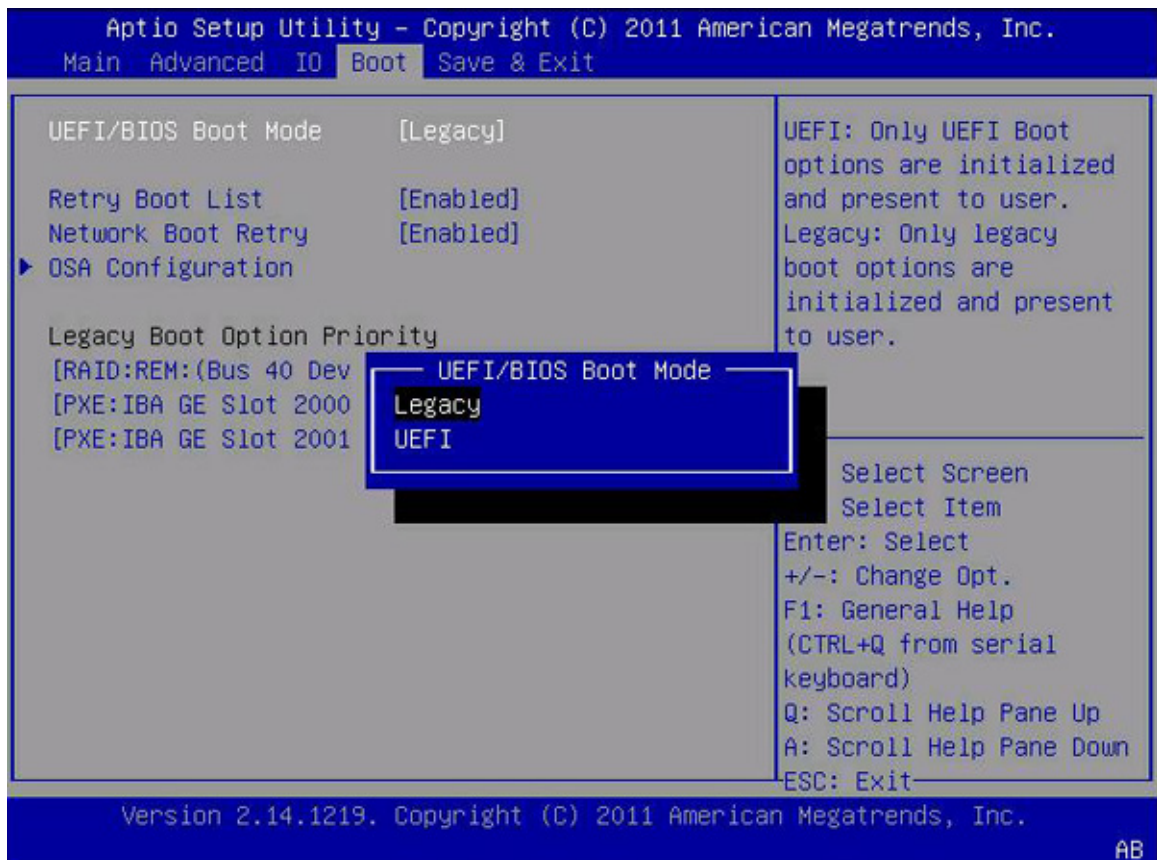 Aptio Setup Utility – Copyright (C) 2011 American Megatrends, Inc.
Main Advanced IO Boot Save & Exit
UEFI/BIOS Boot Mode [Legacy]
Retry Boot List [Enabled]
Network Boot Retry [Enabled]
OSA Configuration
Legacy Boot Option Priority
[RAID:REM:(Bus 40 Dev
[PXE:IBA GE Slot 2000
[PXE:IBA GE Slot 2001
UEFI/BIOS Boot Mode
Legacy
UEFI
UEFI: Only UEFI Boot
options are initialized
and present to user.
Legacy: Only legacy
boot options are
initialized and present
to user.
Select Screen
Select Item
Enter: Select
+/-: Change Opt.
F1: General Help
(CTRL+Q from serial
keyboard)
Q: Scroll Help Pane Up
A: Scroll Help Pane Down
ESC: Exit
Version 2.14.1219. Copyright (C) 2011 American Megatrends, Inc.
AB